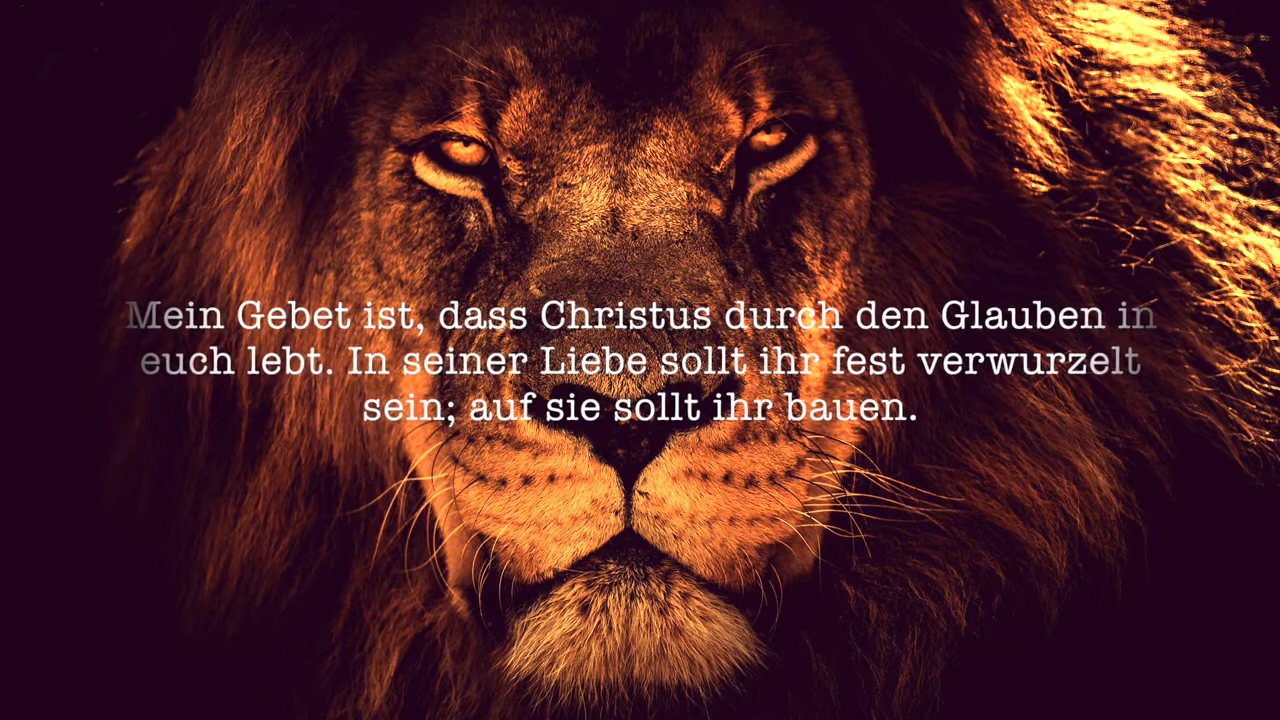 Mein Gebet ist, dass Christus durch den Glauben in
euch lebt. In seiner Liebe sollt ihr fest verwurzelt
sein; auf sie sollt ihr bauen.